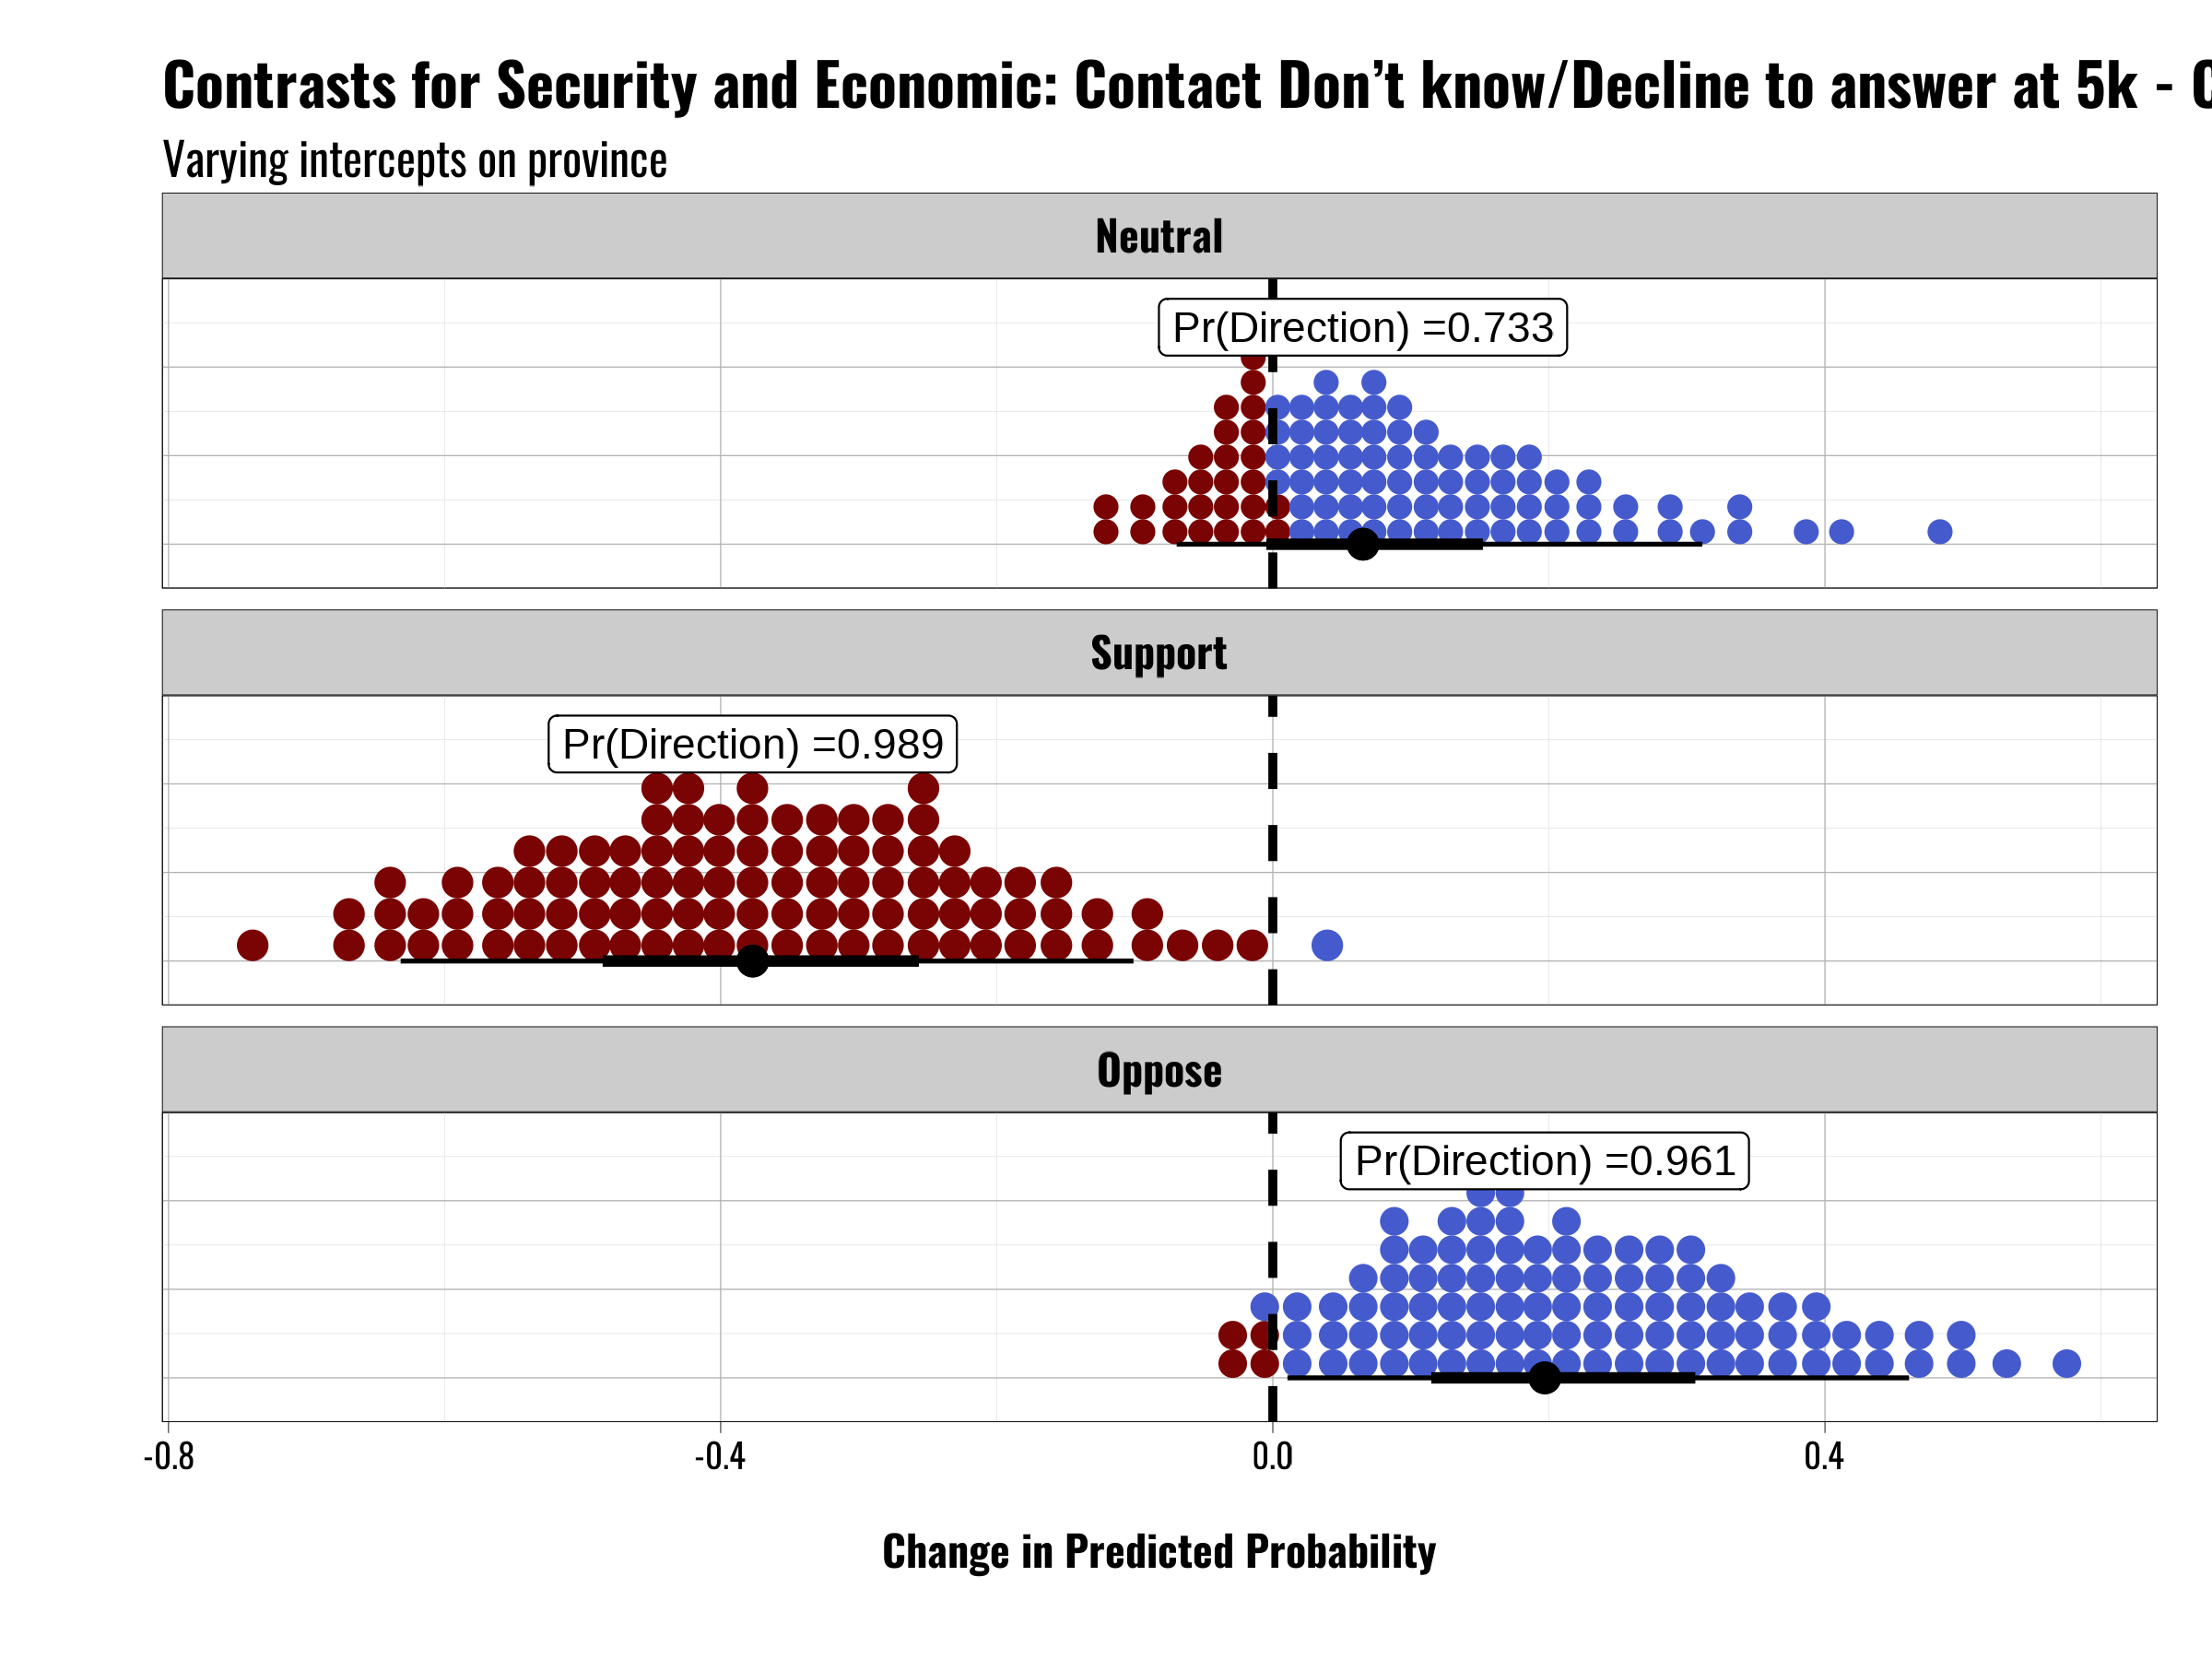 Contrasts for Security and Economic: Contact Don’t know/Decline to answer at 5k -
Varying intercepts on province
Neutral
Pr(Direction) =0.733
Support
Pr(Direction) =0.989
Oppose
Pr(Direction) =0.961
-0.8 -0.4 0.0 0.4
Change in Predicted Probability